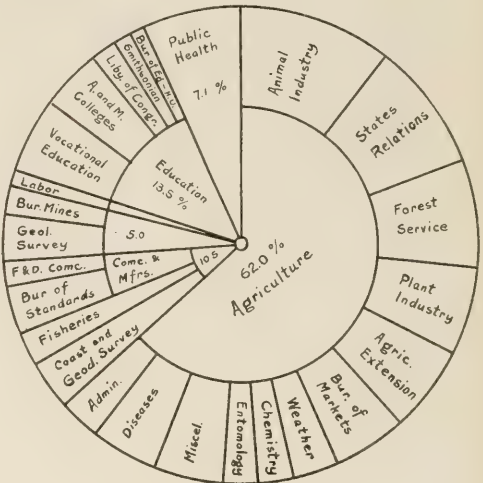 Public
Health
7.1 %
Animal
Industry
States
Relations
Forest
Service
Plant
Industry
Agric.
Extension
Bur. of
Markets
Weather
Chemistry
Entomology
Miscel.
Diseases
Admin.
Coast and
Geod. Survey
Fisheries
Bur of
Standards
F&D. Comc.
Geol.
Survey
Bur. Mines
Labor
Vocational
Education
A. and M.
Colleges
Liby. of Congr.
Smithsonian
Bur of Ed-H.U.
Education
13.5 %
5.0
Comc. &
Mfrs.
10.5
62.0 %
Agriculture